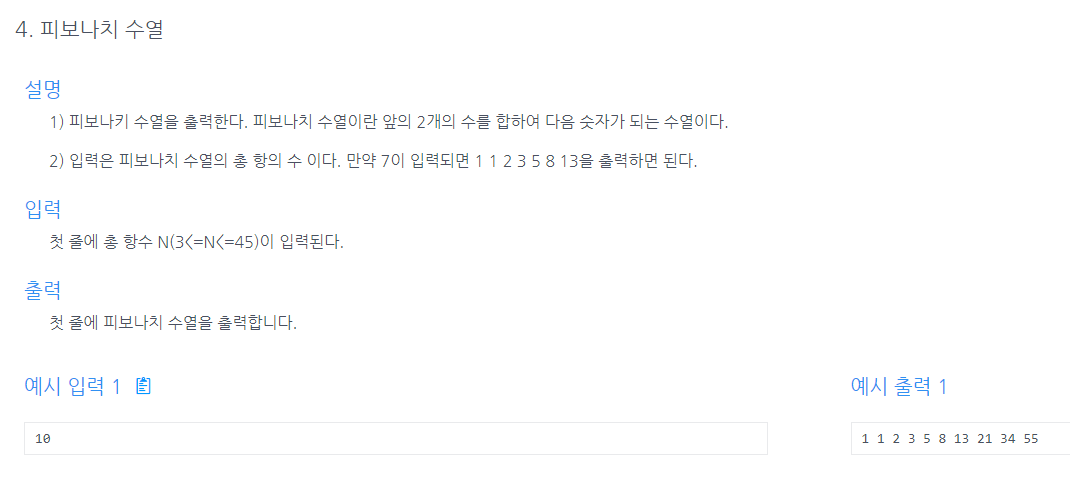 4. 피보나치 수열
설명
1) 피보나키 수열을 출력한다. 피보나치 수열이란 앞의 2개의 수를 합하여 다음 숫자가 되는 수열이다.
2) 입력은 피보나치 수열의 총 항의 수 이다. 만약 7이 입력되면 1 1 2 3 5 8 13을 출력하면 된다.
입력
첫 줄에 총 항수 N(3<=N<=45)이 입력된다.
출력
첫 줄에 피보나치 수열을 출력합니다.
예시 입력 1
10
예시 출력 1
1 1 2 3 5 8 13 21 34 55